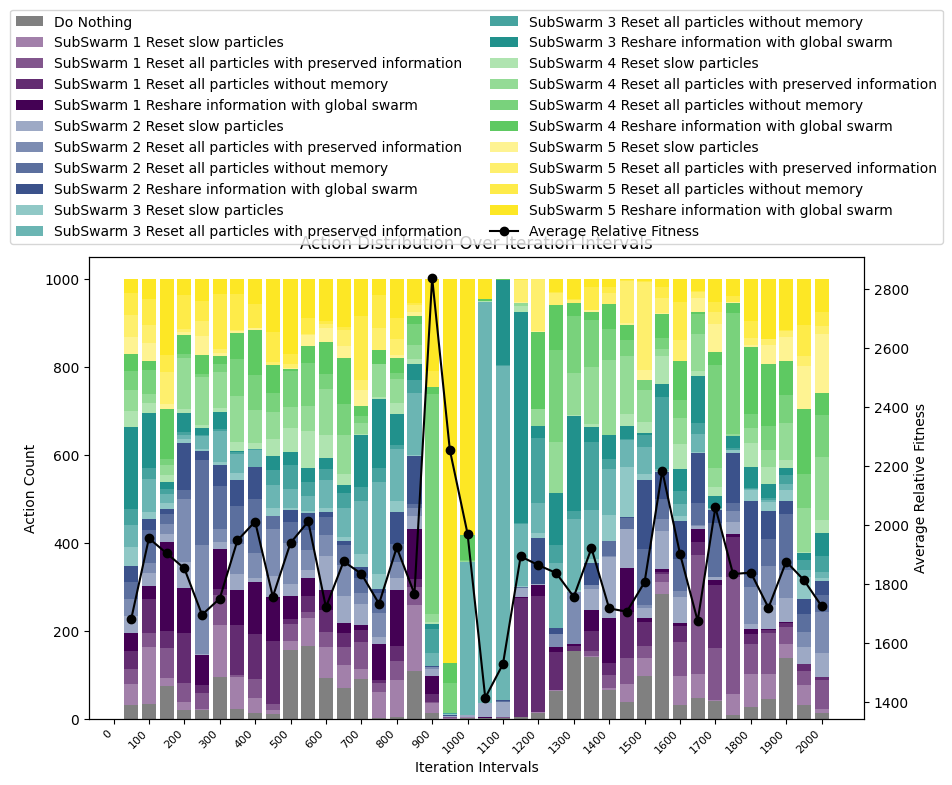 Do Nothing
SubSwarm 1 Reset slow particles
SubSwarm 1 Reset all particles with preserved information
SubSwarm 1 Reset all particles without memory
SubSwarm 1 Reshare information with global swarm
SubSwarm 2 Reset slow particles
SubSwarm 2 Reset all particles with preserved information
SubSwarm 2 Reset all particles without memory
SubSwarm 2 Reshare information with global swarm
SubSwarm 3 Reset slow particles
SubSwarm 3 Reset all particles with preserved information
SubSwarm 3 Reset all particles without memory
SubSwarm 3 Reshare information with global swarm
SubSwarm 4 Reset slow particles
SubSwarm 4 Reset all particles with preserved information
SubSwarm 4 Reset all particles without memory
SubSwarm 4 Reshare information with global swarm
SubSwarm 5 Reset slow particles
SubSwarm 5 Reset all particles with preserved information
SubSwarm 5 Reset all particles without memory
SubSwarm 5 Reshare information with global swarm
Average Relative Fitness
Action Distribution Over Iteration Intervals
Action Count
1000
800
600
400
200
0
2800
2600
2400
2200
2000
1800
1600
1400
Average Relative Fitness
0 100 200 300 400 500 600 700 800 900 1000 1100 1200 1300 1400 1500 1600 1700 1800 1900 2000
Iteration Intervals